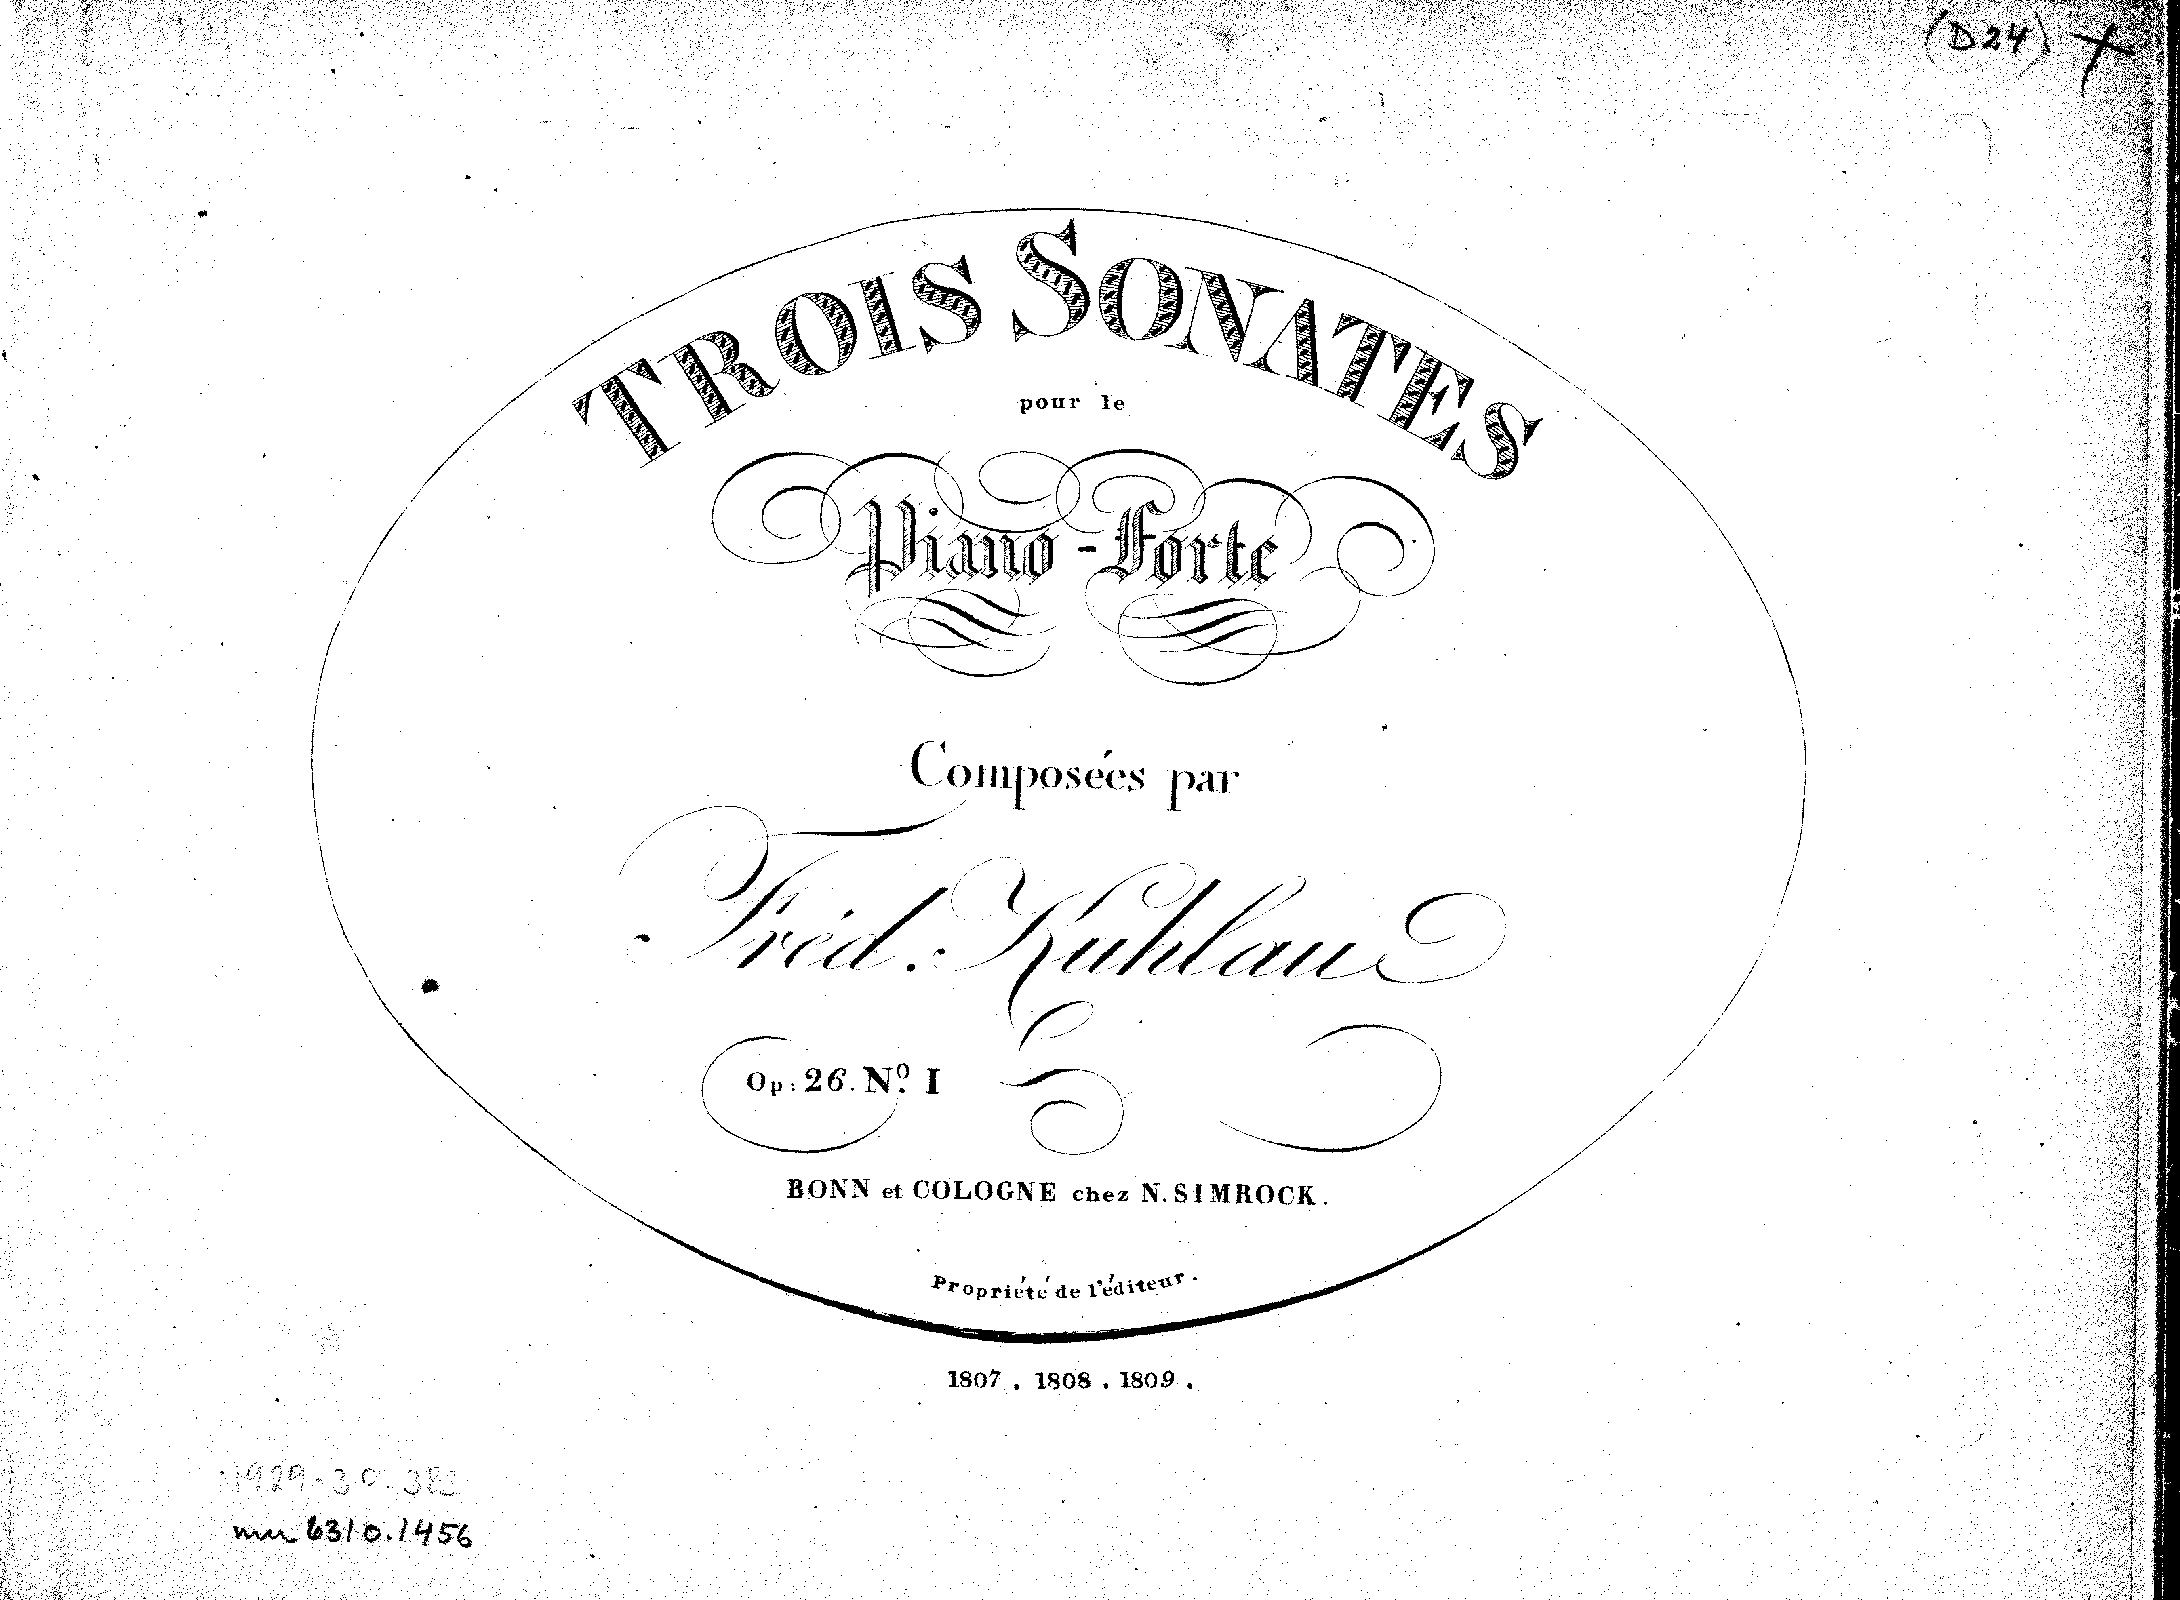 (D24) X
TROIS SONATES
pour le
Piano-Forte
Composées par
Fréd. Kuhlau
Op: 26. Nº I
BONN et COLOGNE chez N. SIMROCK.
Propriété de l'éditeur.
1807. 1808. 1809.
mu 6310.1456